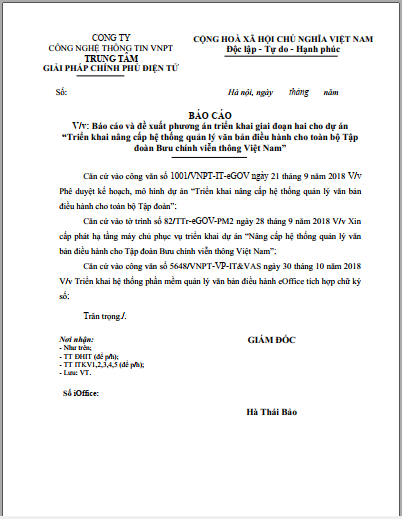 CÔNG TY
CÔNG NGHỆ THÔNG TIN VNPT
TRUNG TÂM
GIẢI PHÁP CHÍNH PHỦ ĐIỆN TỬ
CỘNG HOÀ XÃ HỘI CHỦ NGHĨA VIỆT NAM
Độc lập - Tự do - Hạnh phúc
Số:
Hà nội, ngày tháng năm
BÁO CÁO
V/v: Báo cáo và đề xuất phương án triển khai giai đoạn hai cho dự án
“Triển khai nâng cấp hệ thống quản lý văn bản điều hành cho toàn bộ Tập
đoàn Bưu chính viễn thông Việt Nam”
Căn cứ vào công văn số 1001/VNPT-IT-eGOV ngày 21 tháng 9 năm 2018 V/v
Phê duyệt kế hoạch, mô hình dự án “Triển khai nâng cấp hệ thống quản lý văn bản
điều hành cho toàn bộ Tập đoàn”;
Căn cứ vào tờ trình số 82/TTr-eGOV-PM2 ngày 28 tháng 9 năm 2018 V/v Xin
cấp phát hạ tầng máy chủ phục vụ triển khai dự án “Nâng cấp hệ thống quản lý văn
bản điều hành cho Tập đoàn Bưu chính viễn thông Việt Nam”;
Căn cứ vào công văn số 5648/VNPT-VP-IT&VAS ngày 30 tháng 10 năm 2018
V/v Triển khai hệ thống phần mềm quản lý văn bản điều hành eOffice tích hợp chữ ký
số;
Trân trọng./.
Nơi nhận:
- Như trên;
- TT ĐHIT (để p/h);
- TT ITKV1,2,3,4,5 (để p/h);
- Lưu: VT.
Số iOffice:
GIÁM ĐỐC
Hà Thái Bảo